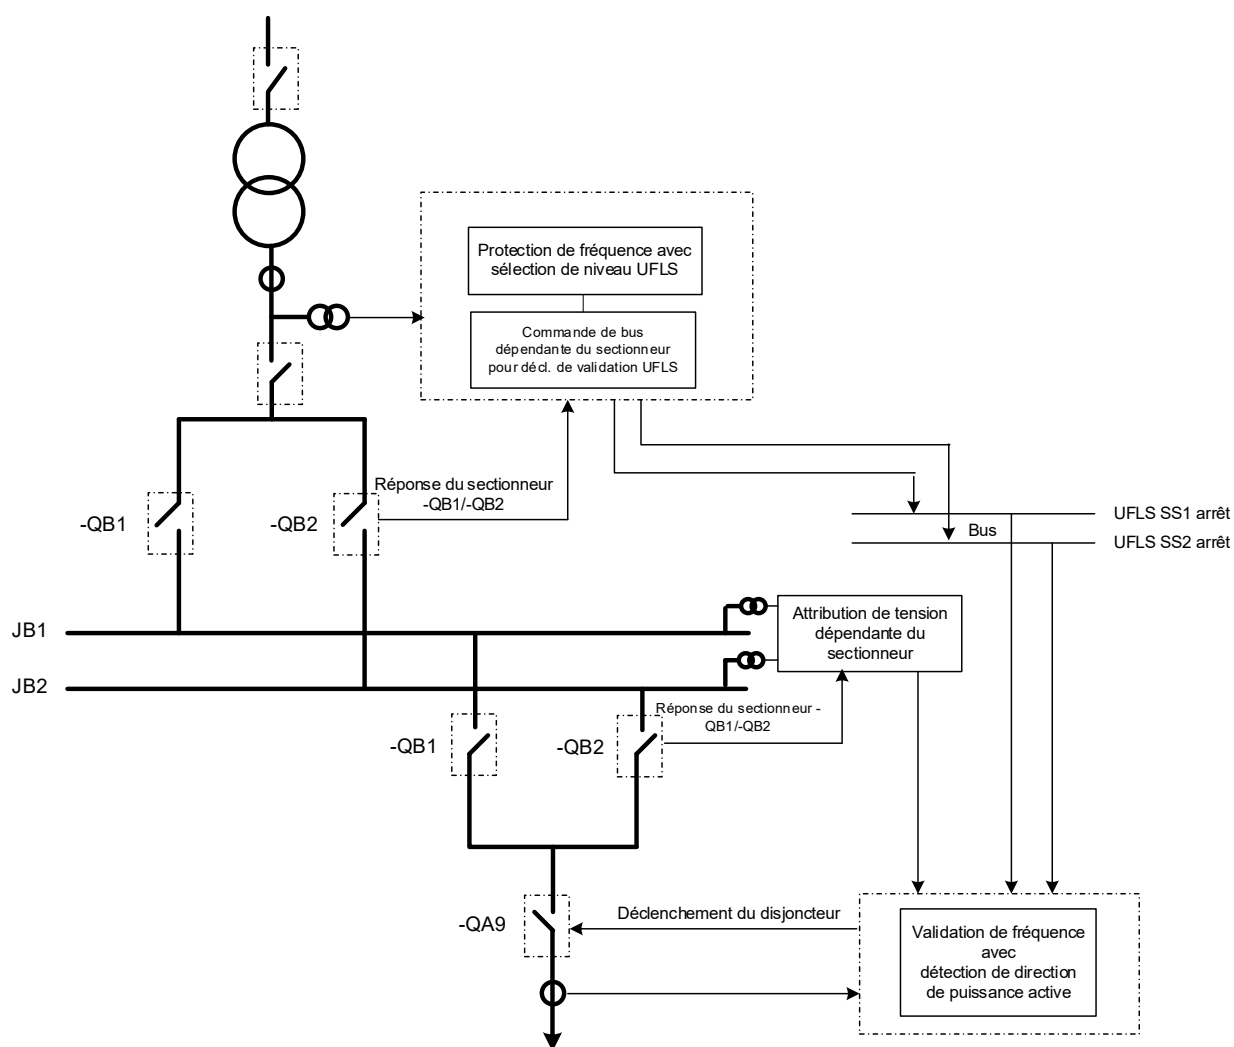 Protection de fréquence avec
sélection de niveau UFLS
Commande de bus
dépendante du sectionneur
pour décl. de validation UFLS
Réponse du sectionneur
-QB1/-QB2
-QB1
-QB2
UFLS SS1 arrêt
Bus
UFLS SS2 arrêt
Attribution de tension
dépendante du
sectionneur
JB1
JB2
Réponse du sectionneur -
QB1/-QB2
-QB1
-QB2
-QA9
Déclenchement du disjoncteur
Validation de fréquence
avec
détection de direction
de puissance active